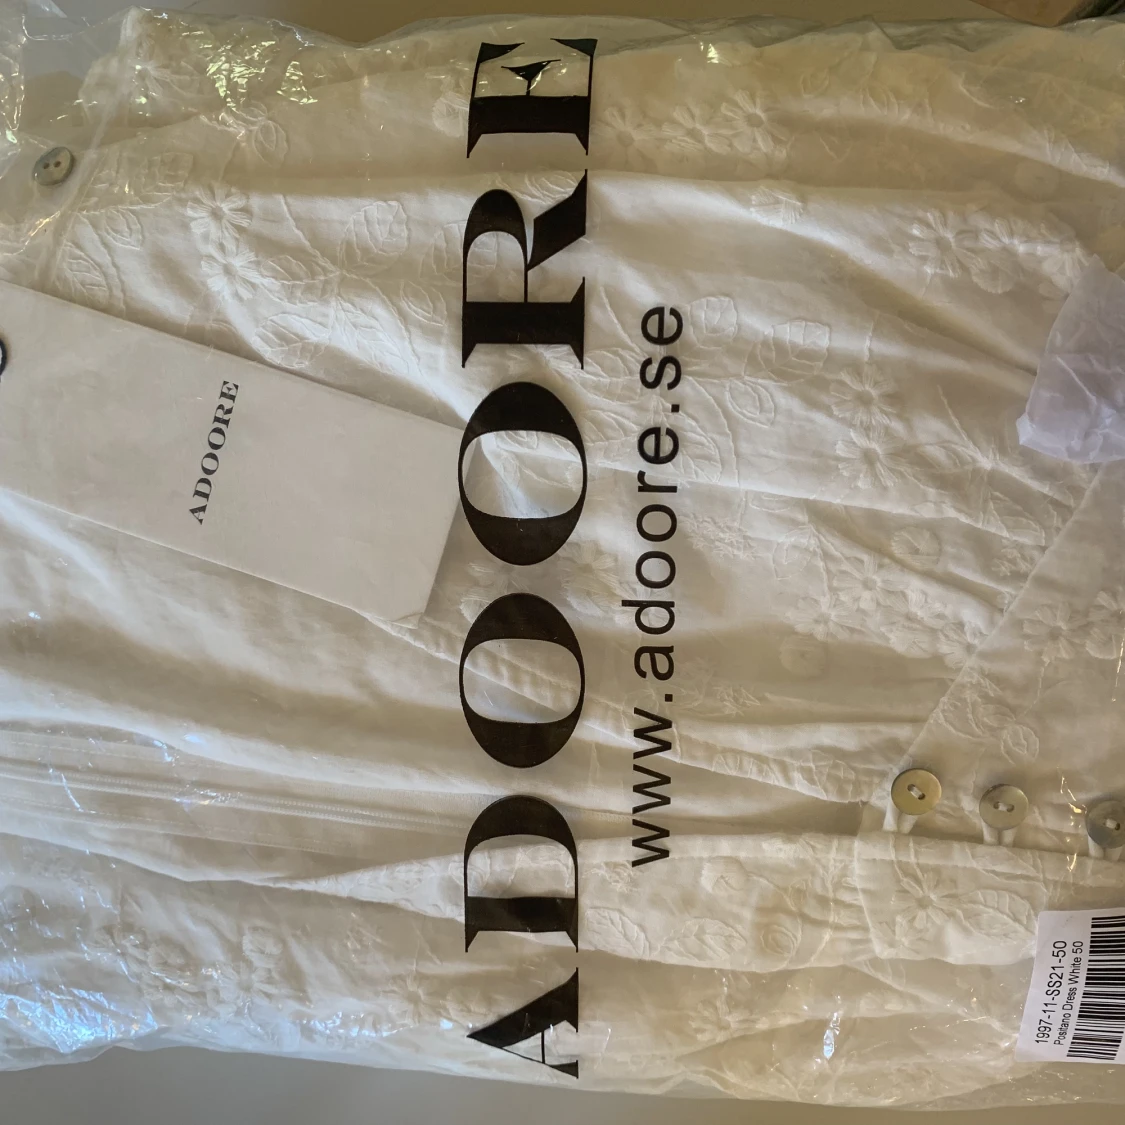 ADOORE
ADOORE
www.adoore.se
1997-11-SS21-50
Positano Dress White 50